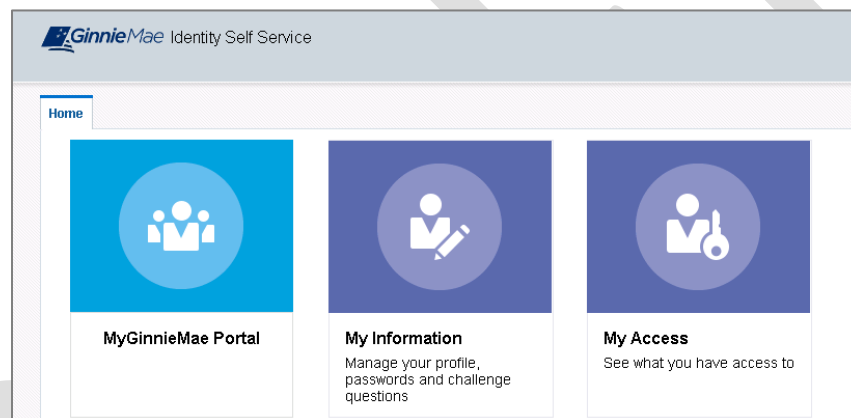 GinnieMae Identity Self Service
Home
MyGinnieMae Portal
My Information
Manage your profile,
passwords and challenge
questions
My Access
See what you have access to